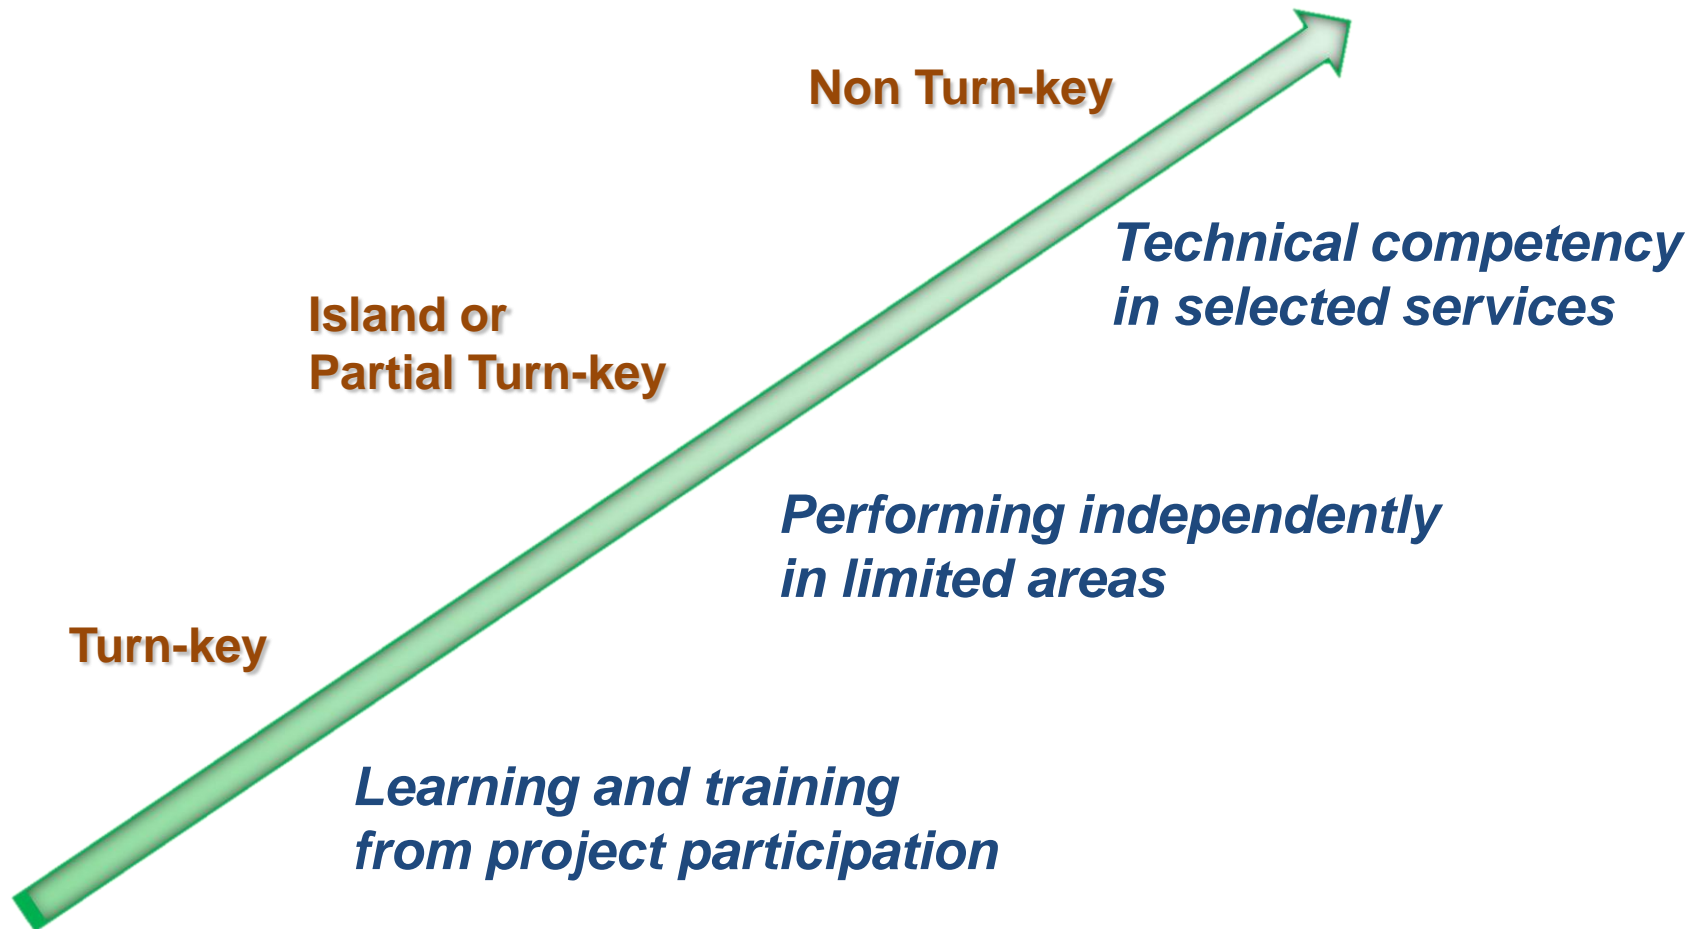 Non Turn-key
Technical competency
in selected services
Island or
Partial Turn-key
Performing independently
in limited areas
Turn-key
Learning and training
from project participation